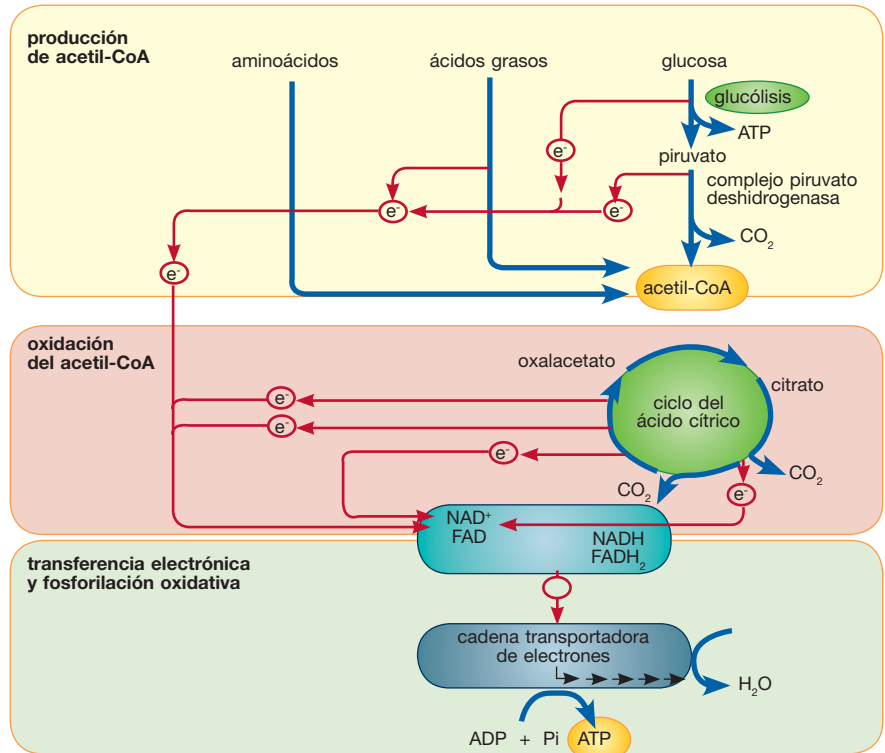 producción
de acetil-CoA
aminoácidos
ácidos grasos
glucosa
glucólisis
ATP
e-
piruvato
complejo piruvato
deshidrogenasa
e-
e-
CO₂
e-
acetil-CoA
oxidación
del acetil-CoA
oxalacetato
citrato
ciclo del
ácido cítrico
e-
e-
e-
CO₂
CO₂
e-
NAD⁺
FAD
NADH
FADH₂
transferencia electrónica
y fosforilación oxidativa
cadena transportadora
de electrones
H₂O
ADP + Pi ATP